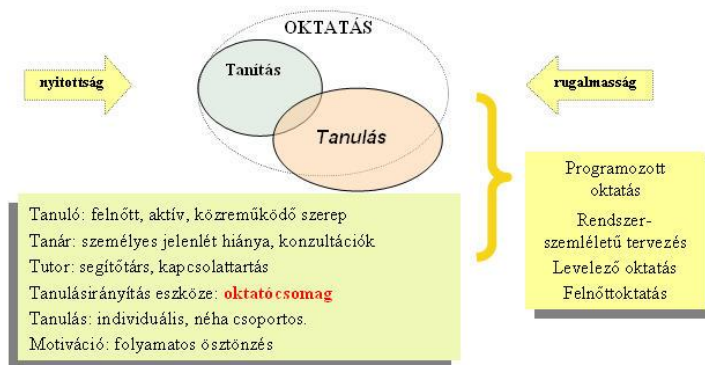 OKTATÁS
Tanítás
nyitottság
rugalmasság
Tanulás
Tanuló: felnőtt, aktív, közreműködő szerep
Tanár: személyes jelenlét hiánya, konzultációk
Tutor: segítőtárs, kapcsolattartás
Tanulásirányítás eszköze: oktatócsomag
Tanulás: individuális, néha csoportos.
Motiváció: folyamatos ösztönzés
Programozott
oktatás
Rendszer-
szemléletű tervezés
Levelező oktatás
Felnőttoktatás